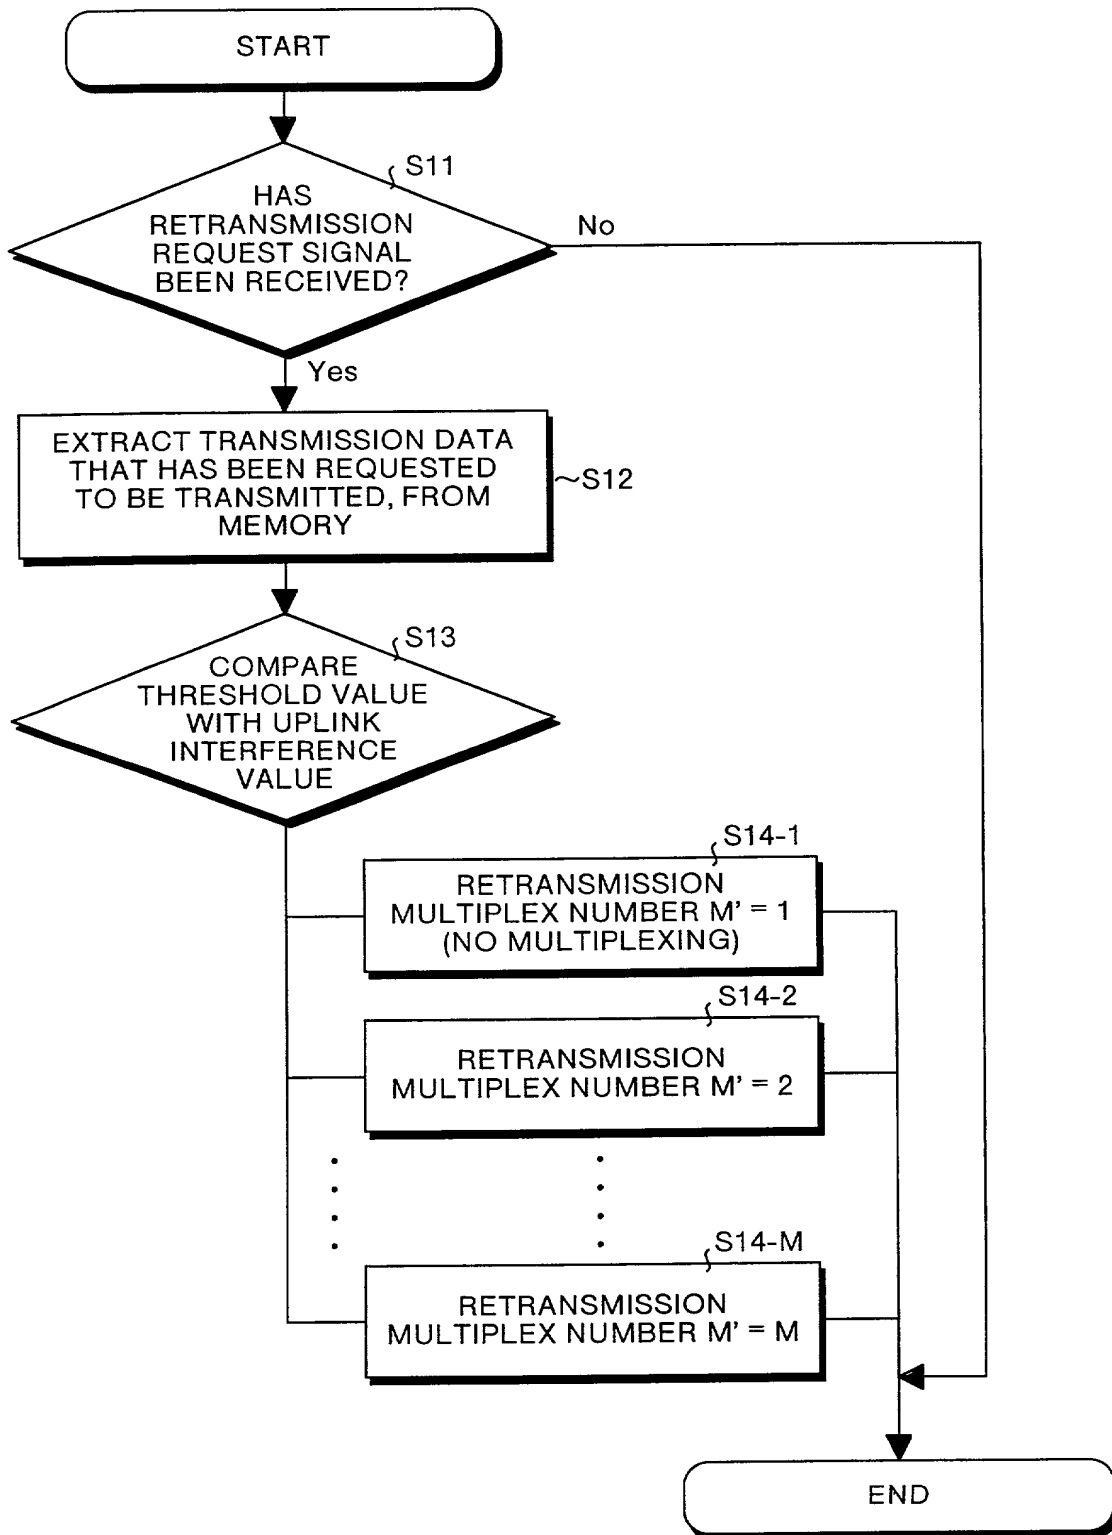 START
S11
HAS
RETRANSMISSION
REQUEST SIGNAL
BEEN RECEIVED?
No
Yes
EXTRACT TRANSMISSION DATA
THAT HAS BEEN REQUESTED
TO BE TRANSMITTED, FROM
MEMORY
S12
S13
COMPARE
THRESHOLD VALUE
WITH UPLINK
INTERFERENCE
VALUE
S14-1
RETRANSMISSION
MULTIPLEX NUMBER M' = 1
(NO MULTIPLEXING)
S14-2
RETRANSMISSION
MULTIPLEX NUMBER M' = 2
S14-M
RETRANSMISSION
MULTIPLEX NUMBER M' = M
END